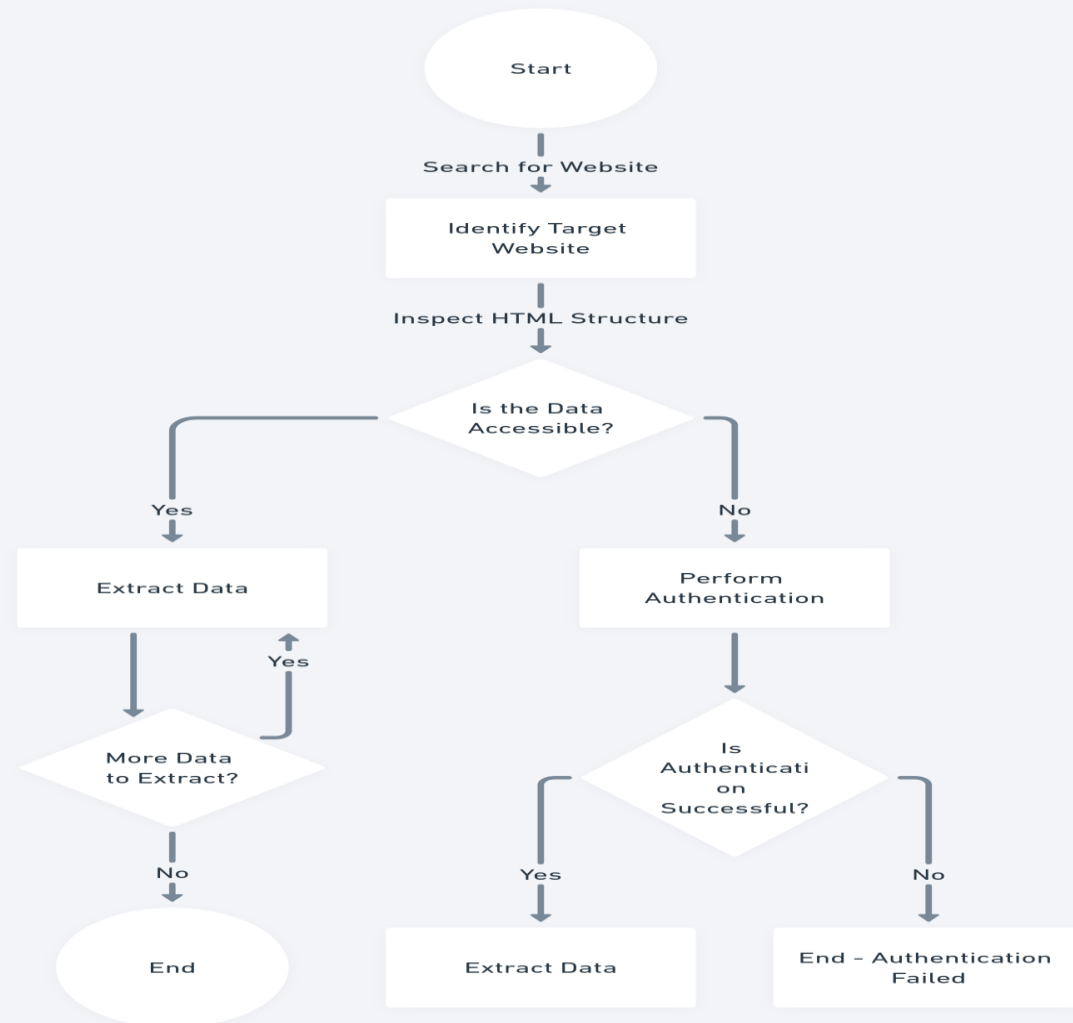 Start
Search for Website
Identify Target
Website
Inspect HTML Structure
Is the Data
Accessible?
Yes
No
Extract Data
Perform
Authentication
Yes
More Data
to Extract?
Is
Authenticati
on
Successful?
No
Yes
No
End
Extract Data
End - Authentication
Failed